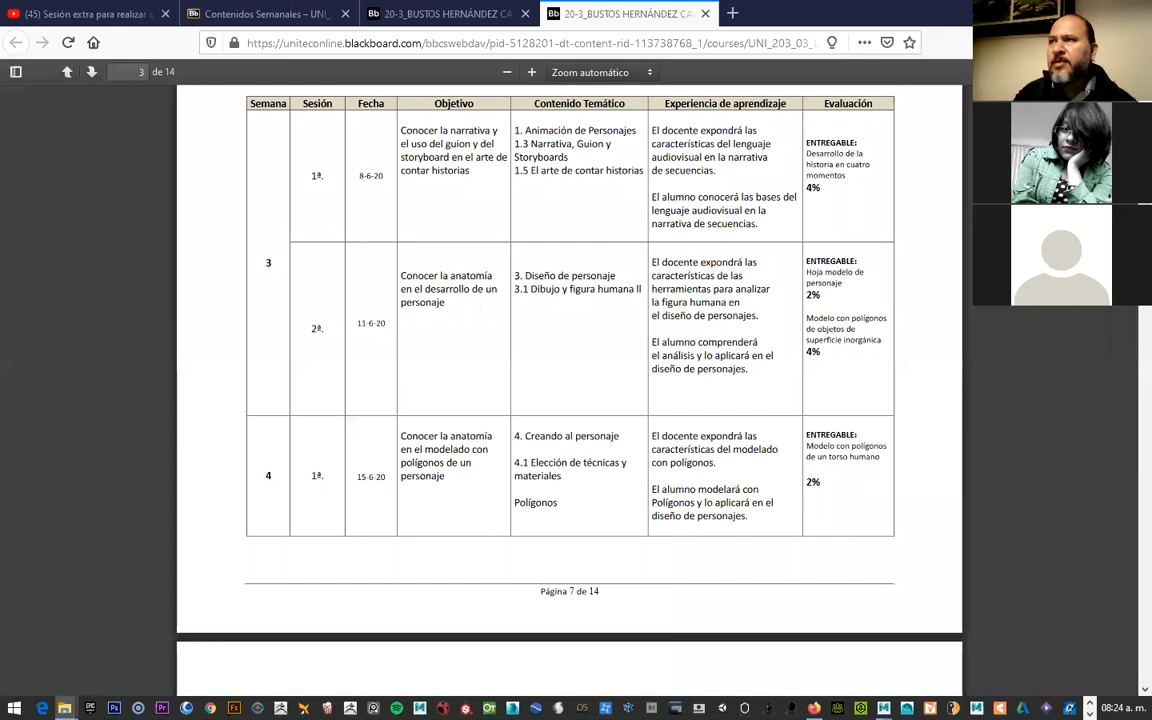 (45) Sesión extra para realizar
Contenidos Semanales – UNI_
20-3_BUSTOS HERNÁNDEZ CA
20-3_BUSTOS HERNÁNDEZ CA
https://uniteconline.blackboard.com/bbcswebdav/pid-5128201-dt-content-rid-113738768_1/courses/UNI_203_03_
3 de 14
Zoom automático
Semana Sesión Fecha Objetivo Contenido Temático Experiencia de aprendizaje Evaluación
3
1ª.
8-6-20
Conocer la narrativa y
el uso del guion y del
storyboard en el arte de
contar historias
1. Animación de Personajes
1.3 Narrativa, Guion y
Storyboards
1.5 El arte de contar historias
El docente expondrá las
características del lenguaje
audiovisual en la narrativa
de secuencias.
El alumno conocerá las bases del
lenguaje audiovisual en la
narrativa de secuencias.
ENTREGABLE:
Desarrollo de la
historia en cuatro
momentos
4%
2ª.
11-6-20
Conocer la anatomía
en el desarrollo de un
personaje
3. Diseño de personaje
3.1 Dibujo y figura humana II
El docente expondrá las
características de las
herramientas para analizar
la figura humana en
el diseño de personajes.
El alumno comprenderá
el análisis y lo aplicará en el
diseño de personajes.
ENTREGABLE:
Hoja modelo de
personaje
2%
Modelo con polígonos
de objetos de
superficie inorgánica
4%
4
1ª.
15-6-20
Conocer la anatomía
en el modelado con
polígonos de un
personaje
4. Creando al personaje
4.1 Elección de técnicas y
materiales
Polígonos
El docente expondrá las
características del modelado
con polígonos.
El alumno modelará con
Polígonos y lo aplicará en el
diseño de personajes.
ENTREGABLE:
Modelo con polígonos
de un torso humano
2%
Página 7 de 14
08:24 a. m.